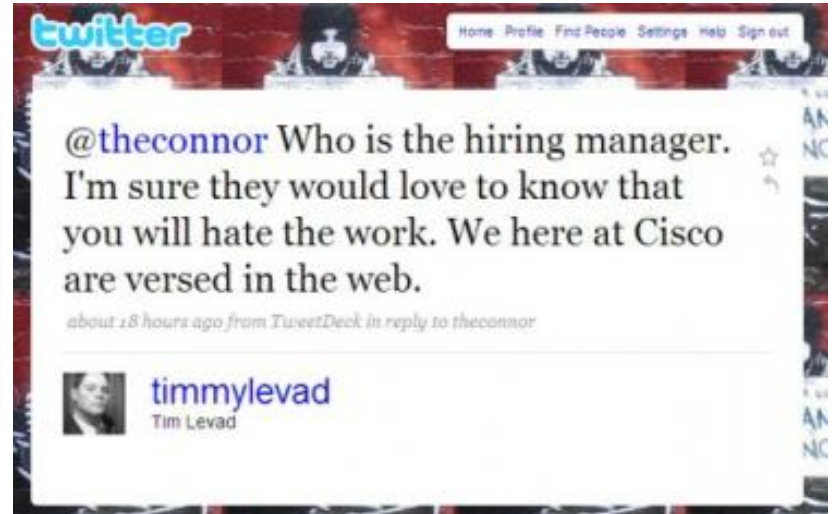 twitter
Home Profile Find People Settings Help Sign out
@theconnor Who is the hiring manager.
I'm sure they would love to know that
you will hate the work. We here at Cisco
are versed in the web.
about 18 hours ago from TweetDeck in reply to theconnor
timmylevad
Tim Levad